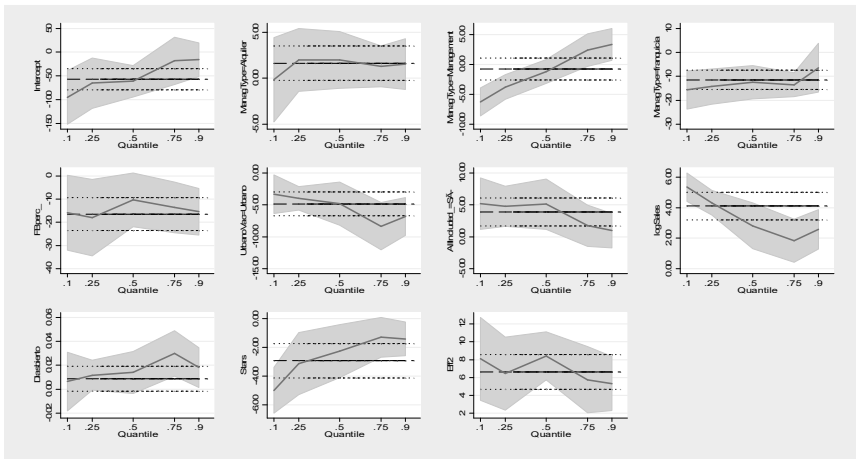 Intercept
50
0
-50
-100
-150
.1 .25 .5 .75 .9
Quantile
ManagType=Alquiler
5.00
0.00
-5.00
.1 .25 .5 .75 .9
Quantile
ManagType=Management
5.00
0.00
-5.00
-10.00
.1 .25 .5 .75 .9
Quantile
ManagType=franquicia
0
-10
-20
-30
.1 .25 .5 .75 .9
Quantile
FBporc_
0
-10
-20
-30
-40
.1 .25 .5 .75 .9
Quantile
UrbanoVac=Urbano
0.00
-5.00
-10.00
-15.00
.1 .25 .5 .75 .9
Quantile
10.00
5.00
0.00
-5.00
.1 .25 .5 .75 .9
Quantile
logSales
6.00
4.00
2.00
0.00
.1 .25 .5 .75 .9
Quantile
0.06
0.04
0.02
0.00
-0.02
.1 .25 .5 .75 .9
Quantile
Stars
0.00
-2.00
-4.00
-6.00
.1 .25 .5 .75 .9
Quantile
Eff2
12
10
8
6
4
2
.1 .25 .5 .75 .9
Quantile